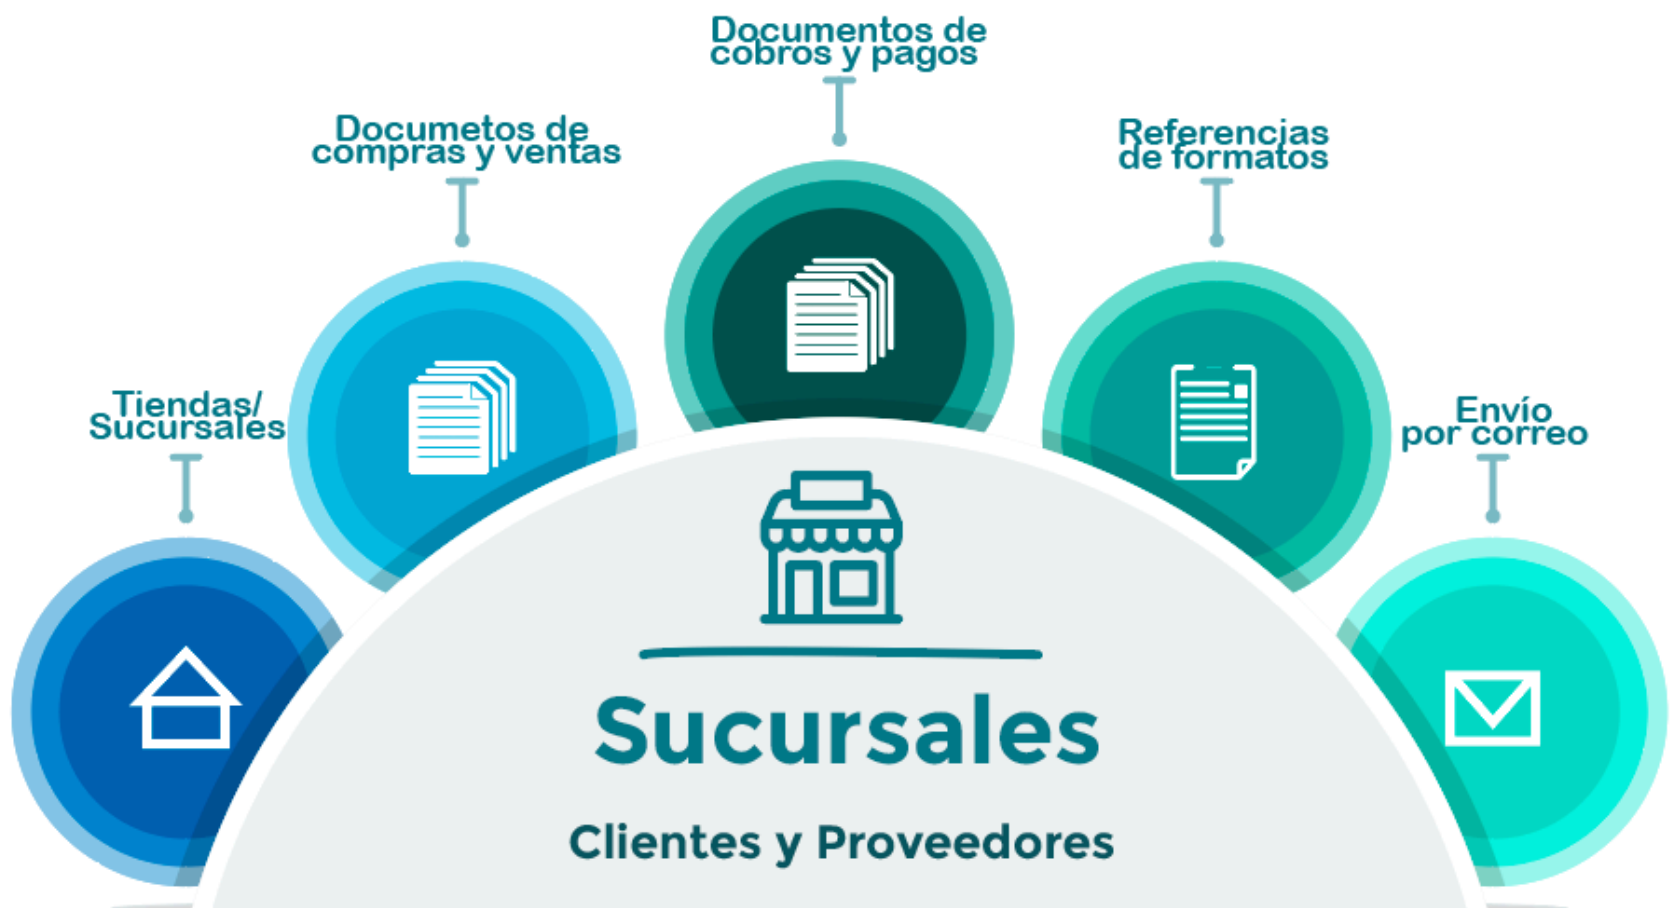 Documentos de
cobros y pagos
Documetos de
compras y ventas
Referencias
de formatos
Tiendas/
Sucursales
Envío
por correo
Sucursales
Clientes y Proveedores